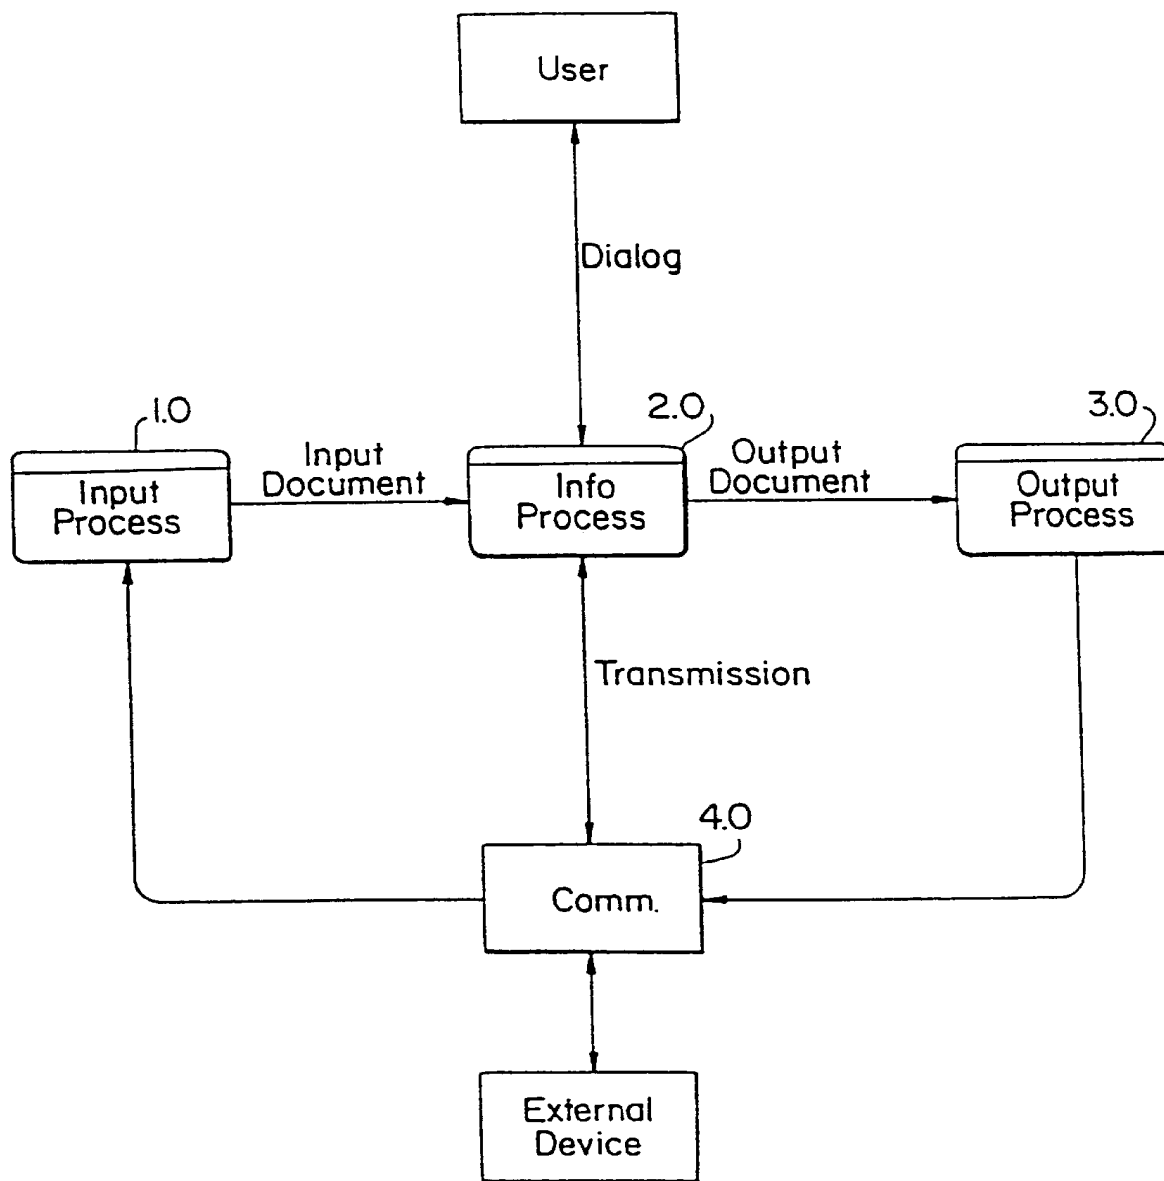 User
Dialog
1.0
2.0
3.0
Input
Document
Output
Document
Input
Process
Info
Process
Output
Process
Transmission
4.0
Comm.
External
Device